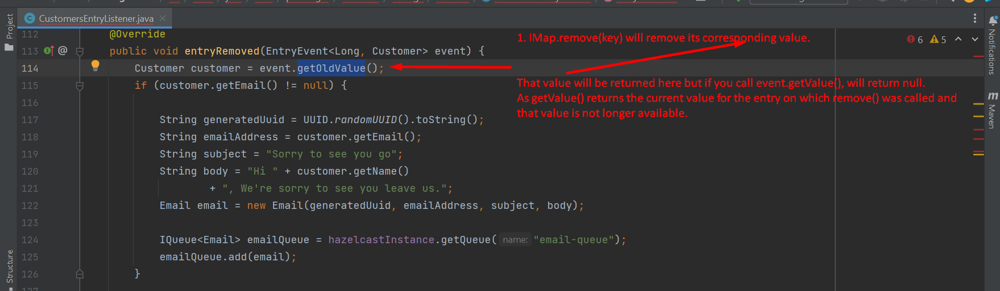 Project
CustomersEntryListener.java
Notifications
Maven
Structure
6 5
112 @Override
113 @ public void entryRemoved(EntryEvent<Long, Customer> event) {
114 Customer customer = event.getOldValue();
115 if (customer.getEmail() != null) {
116
117 String generatedUuid = UUID.randomUUID().toString();
118 String emailAddress = customer.getEmail();
119 String subject = "Sorry to see you go";
120 String body = "Hi " + customer.getName()
121 + ", We're sorry to see you leave us.";
122 Email email = new Email(generatedUuid, emailAddress, subject, body);
123
124 IQueue<Email> emailQueue = hazelcastInstance.getQueue( name: "email-queue");
125 emailQueue.add(email);
126 }
127
1. IMap.remove(key) will remove its corresponding value.
That value will be returned here but if you call event.getValue(), will return null.
As getValue() returns the current value for the entry on which remove() was called and
that value is not longer available.